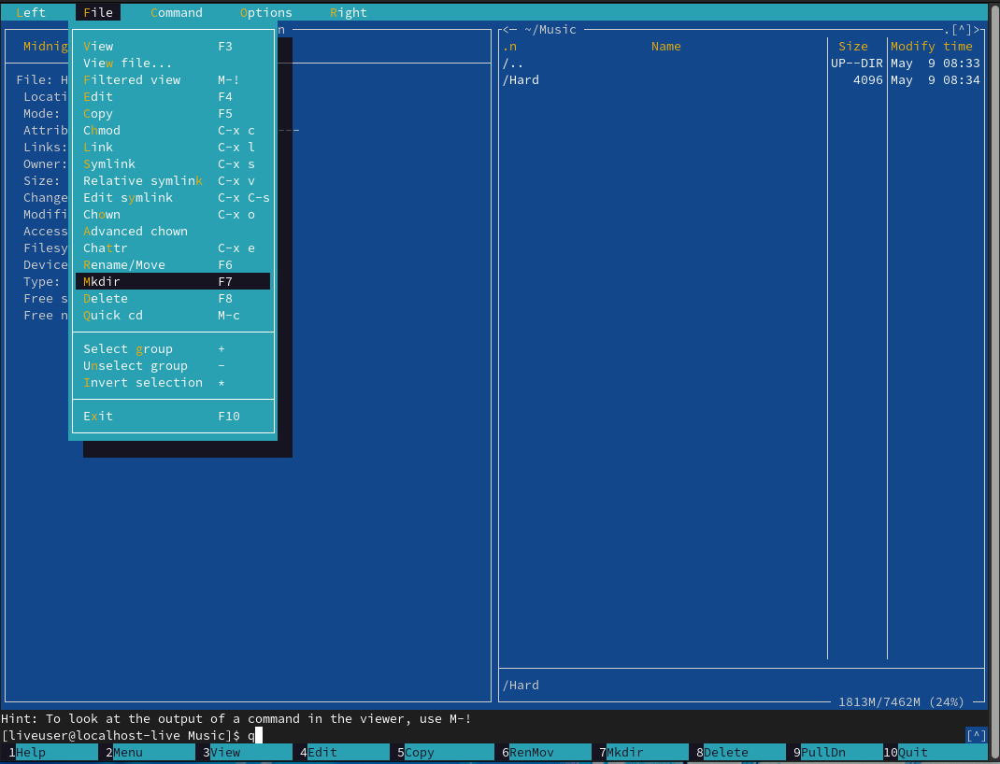 Left File Command Options Right
n <─ ~/Music .[^]>
Midnig View F3 .n Name Size Modify time
View file... /.. UP--DIR May 9 08:33
File: H Filtered view M-! /Hard 4096 May 9 08:34
Locati Edit F4
Mode: Copy F5
Attrib Chmod C-x c ---
Links: Link C-x l
Owner: Symlink C-x s
Size: Relative symlink C-x v
Change Edit symlink C-x C-s
Modifi Chown C-x o
Access Advanced chown
Filesy Chattr C-x e
Device Rename/Move F6
Type: Mkdir F7
Free s Delete F8
Free n Quick cd M-c
Select group +
Unselect group -
Invert selection *
Exit F10
/Hard
1813M/7462M (24%)
Hint: To look at the output of a command in the viewer, use M-!
[liveuser@localhost-live Music]$ q [^]
1Help 2Menu 3View 4Edit 5Copy 6RenMov 7Mkdir 8Delete 9PullDn 10Quit